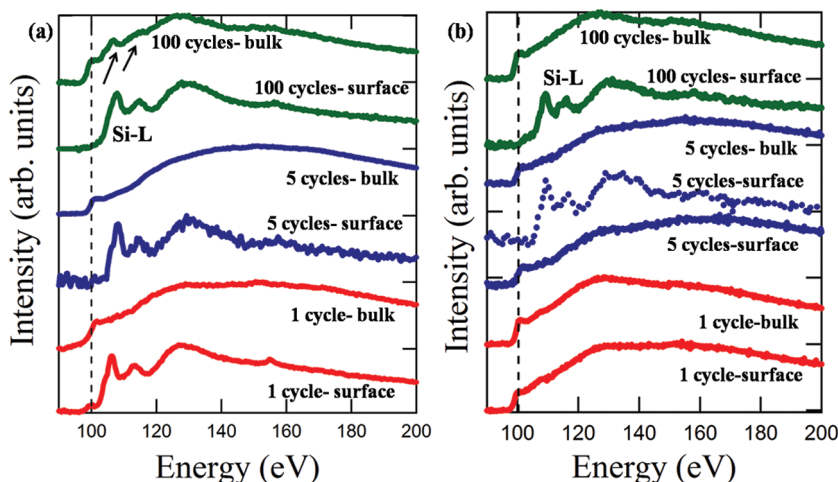 (a)
100 cycles- bulk
100 cycles- surface
Si-L
5 cycles- bulk
5 cycles-surface
1 cycle- bulk
1 cycle-surface
Intensity (arb. units)
100 120 140 160 180 200
Energy (eV)
(b)
100 cycles- bulk
Si-L
100 cycles- surface
5 cycles- bulk
5 cycles-surface
5 cycles-surface
1 cycle-bulk
1 cycle-surface
Intensity (arb. units)
100 120 140 160 180 200
Energy (eV)